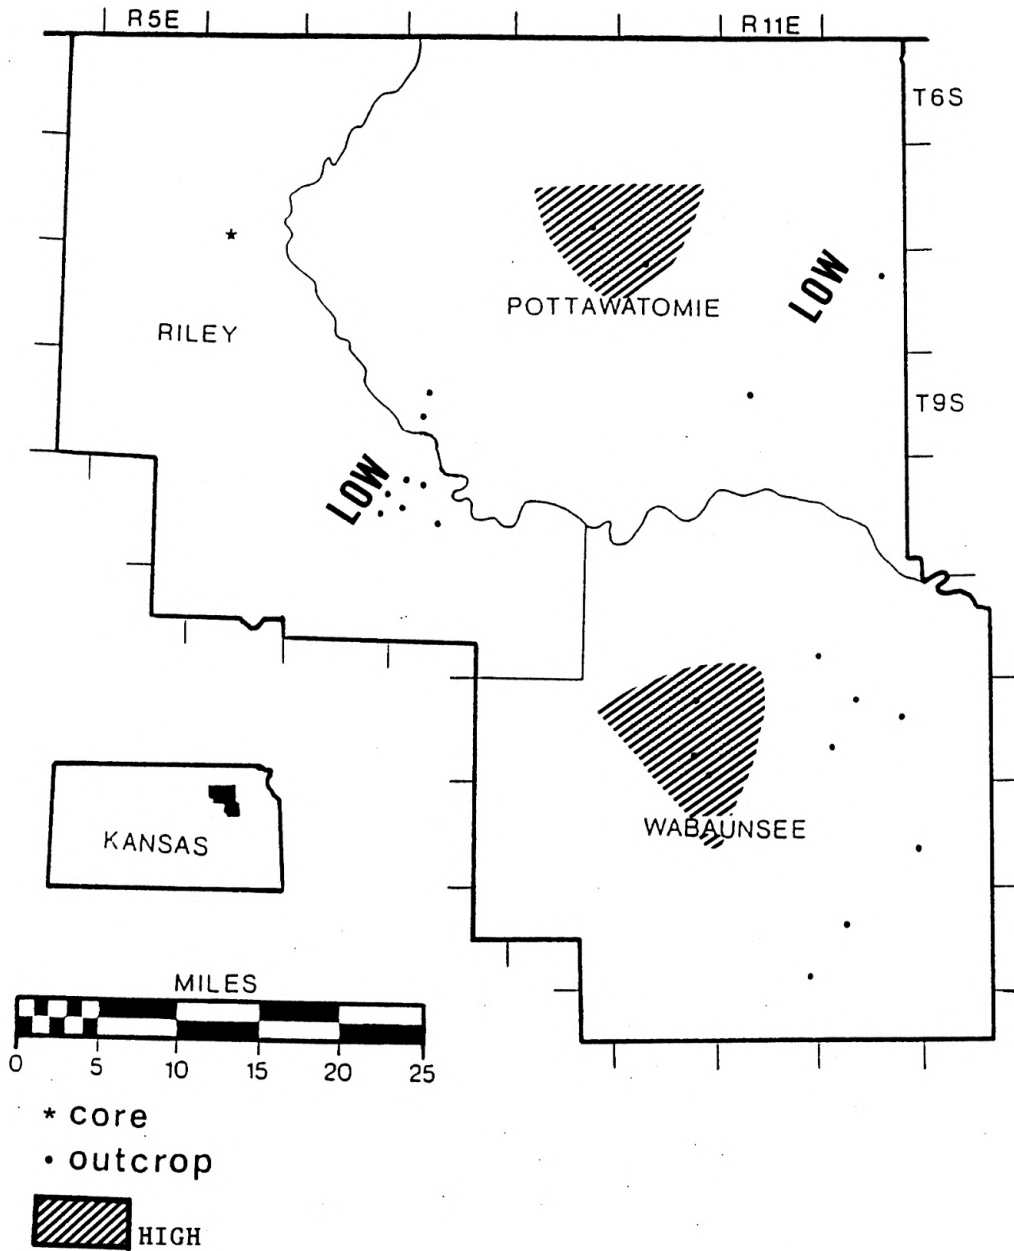 R5E R11E
T6S
LOW
POTTAWATOMIE
RILEY
T9S
LOW
KANSAS
WABAUNSEE
MILES
0 5 10 15 20 25
* core
• outcrop
HIGH